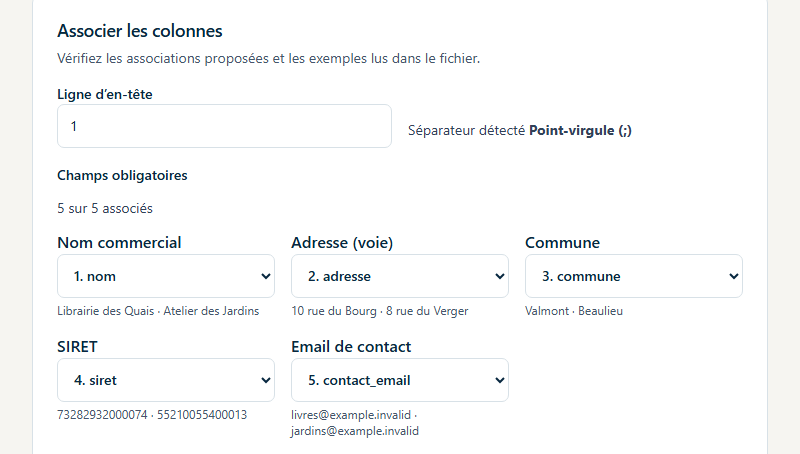 Associer les colonnes
Vérifiez les associations proposées et les exemples lus dans le fichier.
Ligne d’en-tête
1
Séparateur détecté Point-virgule (;)
Champs obligatoires
5 sur 5 associés
Nom commercial
1. nom
Librairie des Quais · Atelier des Jardins
Adresse (voie)
2. adresse
10 rue du Bourg · 8 rue du Verger
Commune
3. commune
Valmont · Beaulieu
SIRET
4. siret
73282932000074 · 55210055400013
Email de contact
5. contact_email
livres@example.invalid ·
jardins@example.invalid